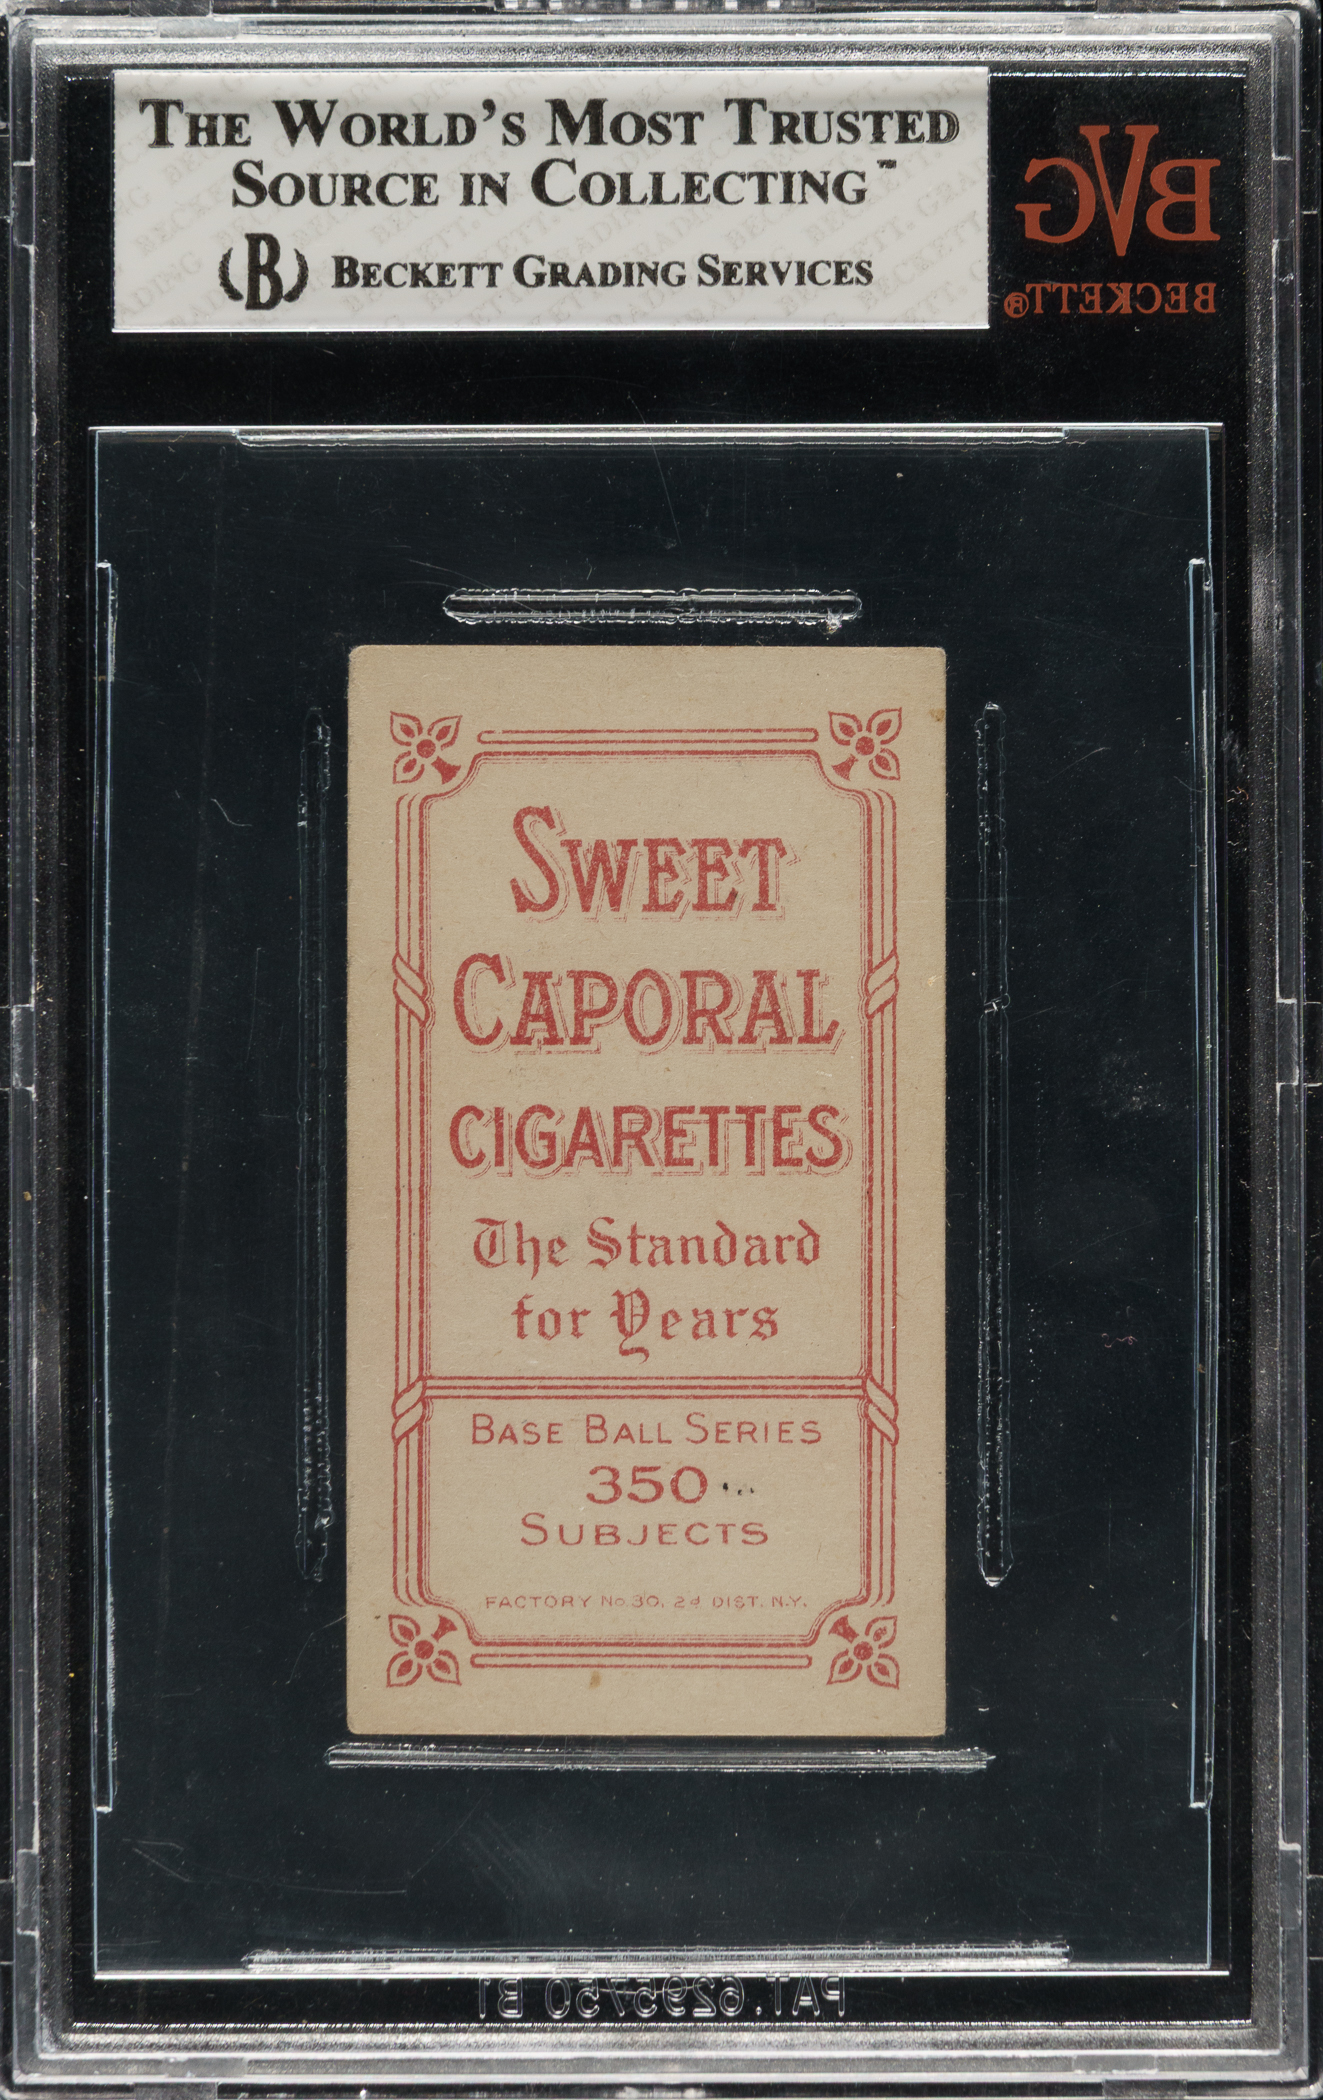 THE WORLD'S MOST TRUSTED
SOURCE IN COLLECTING™
B BECKETT GRADING SERVICES
BVG
BECKETT®
SWEET
CAPORAL
CIGARETTES
The Standard
for Years
BASE BALL SERIES
350
SUBJECTS
FACTORY No. 30, 2d DIST. N.Y.
PAT. 6295750 B1